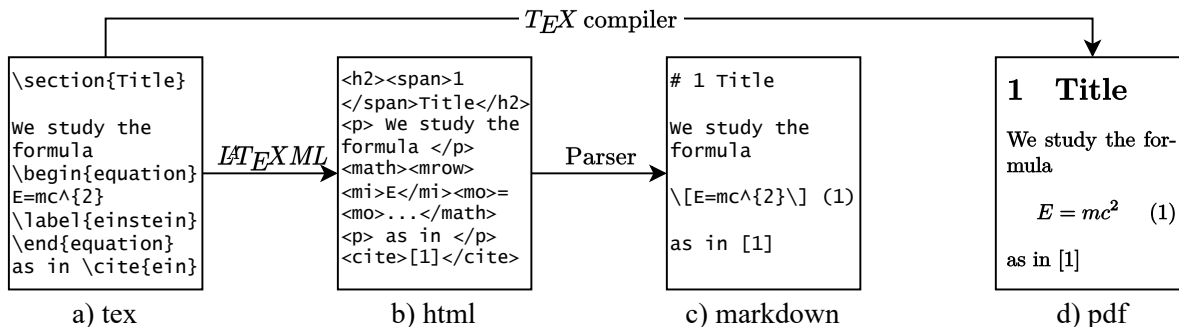 TEX compiler
\section{Title}
We study the
formula
\begin{equation}
E=mc^{2}
\label{einstein}
\end{equation}
as in \cite{ein}
a) tex
LATEXML
<h2><span>1
</span>Title</h2>
<p> We study the
formula </p>
<math><mrow>
<mi>E</mi><mo>=
<mo>...</math>
<p> as in </p>
<cite>[1]</cite>
b) html
Parser
# 1 Title
We study the
formula
\[E=mc^{2}\] (1)
as in [1]
c) markdown
1 Title
We study the for-
mula
E = mc² (1)
as in [1]
d) pdf